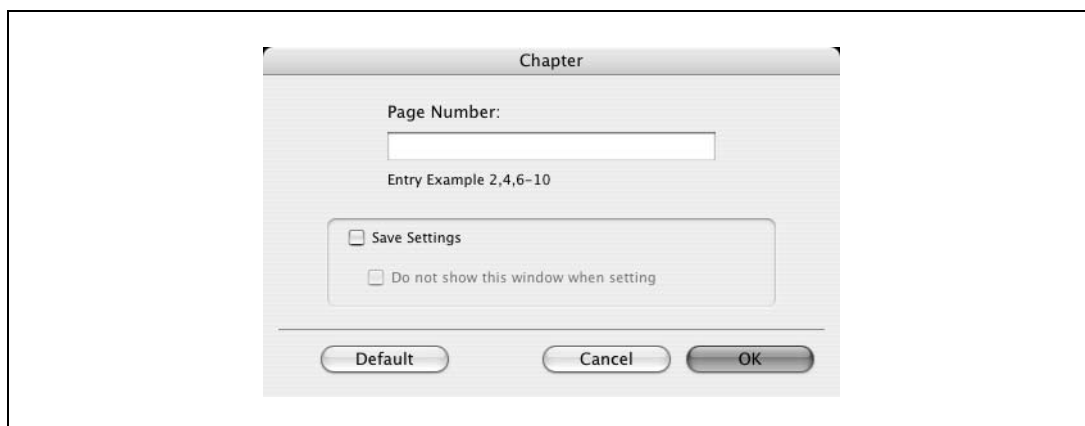 Chapter
Page Number:
Entry Example 2,4,6-10
Save Settings
Do not show this window when setting
Default Cancel OK